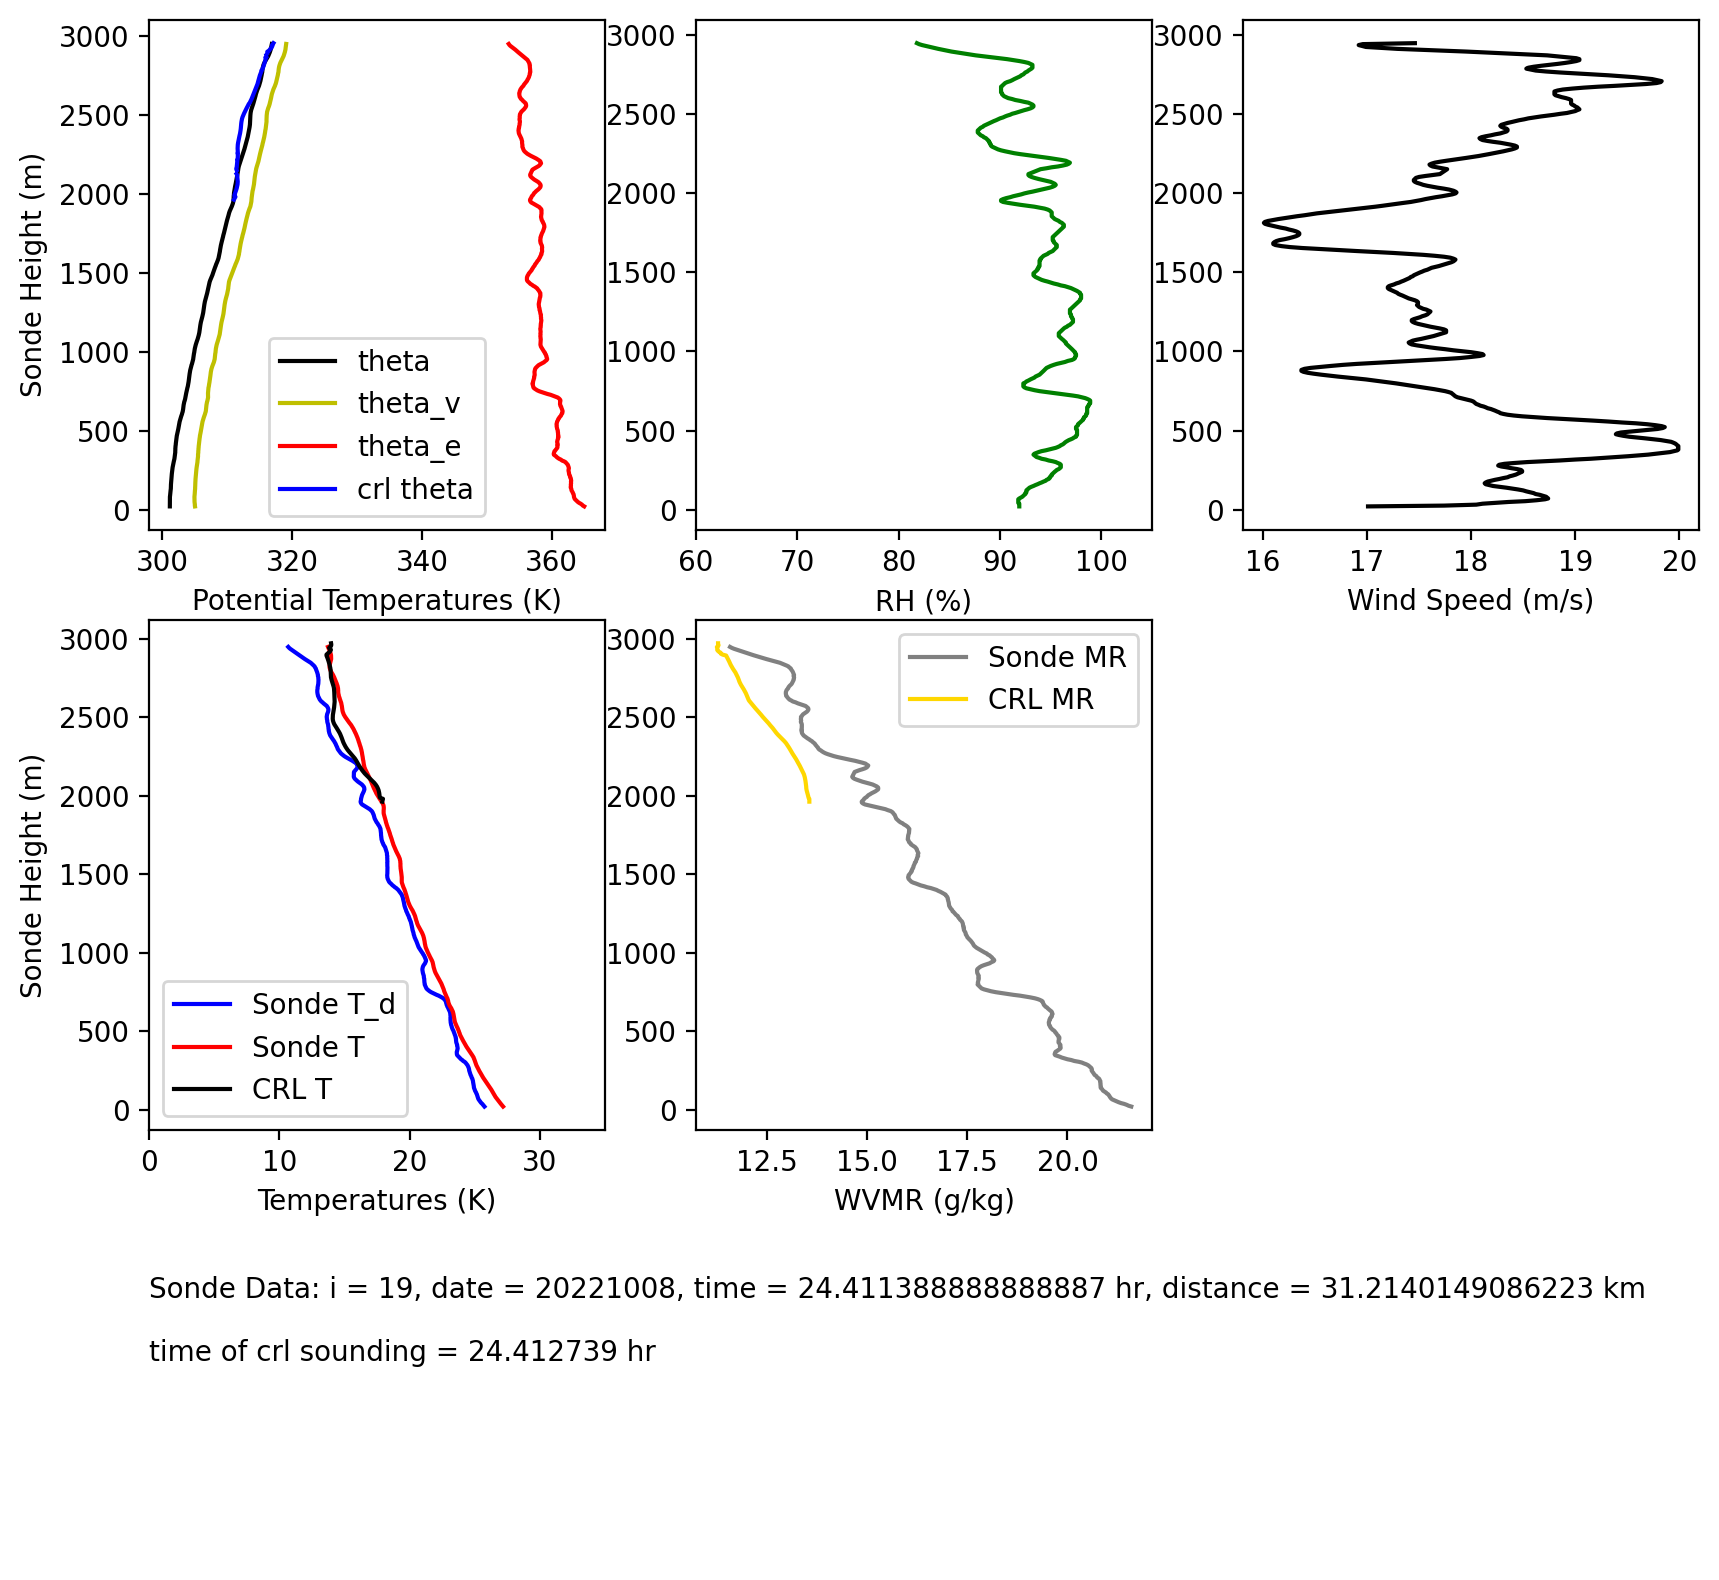 3000
2500
2000
1500
1000
500
0
Sonde Height (m)
theta
theta_v
theta_e
crl theta
300 320 340 360
Potential Temperatures (K)
3000
2500
2000
1500
1000
500
0
60 70 80 90 100
RH (%)
3000
2500
2000
1500
1000
500
0
16 17 18 19 20
Wind Speed (m/s)
3000
2500
2000
1500
1000
500
0
Sonde Height (m)
Sonde T_d
Sonde T
CRL T
0 10 20 30
Temperatures (K)
3000
2500
2000
1500
1000
500
0
Sonde MR
CRL MR
12.5 15.0 17.5 20.0
WVMR (g/kg)
Sonde Data: i = 19, date = 20221008, time = 24.411388888888887 hr, distance = 31.2140149086223 km
time of crl sounding = 24.412739 hr